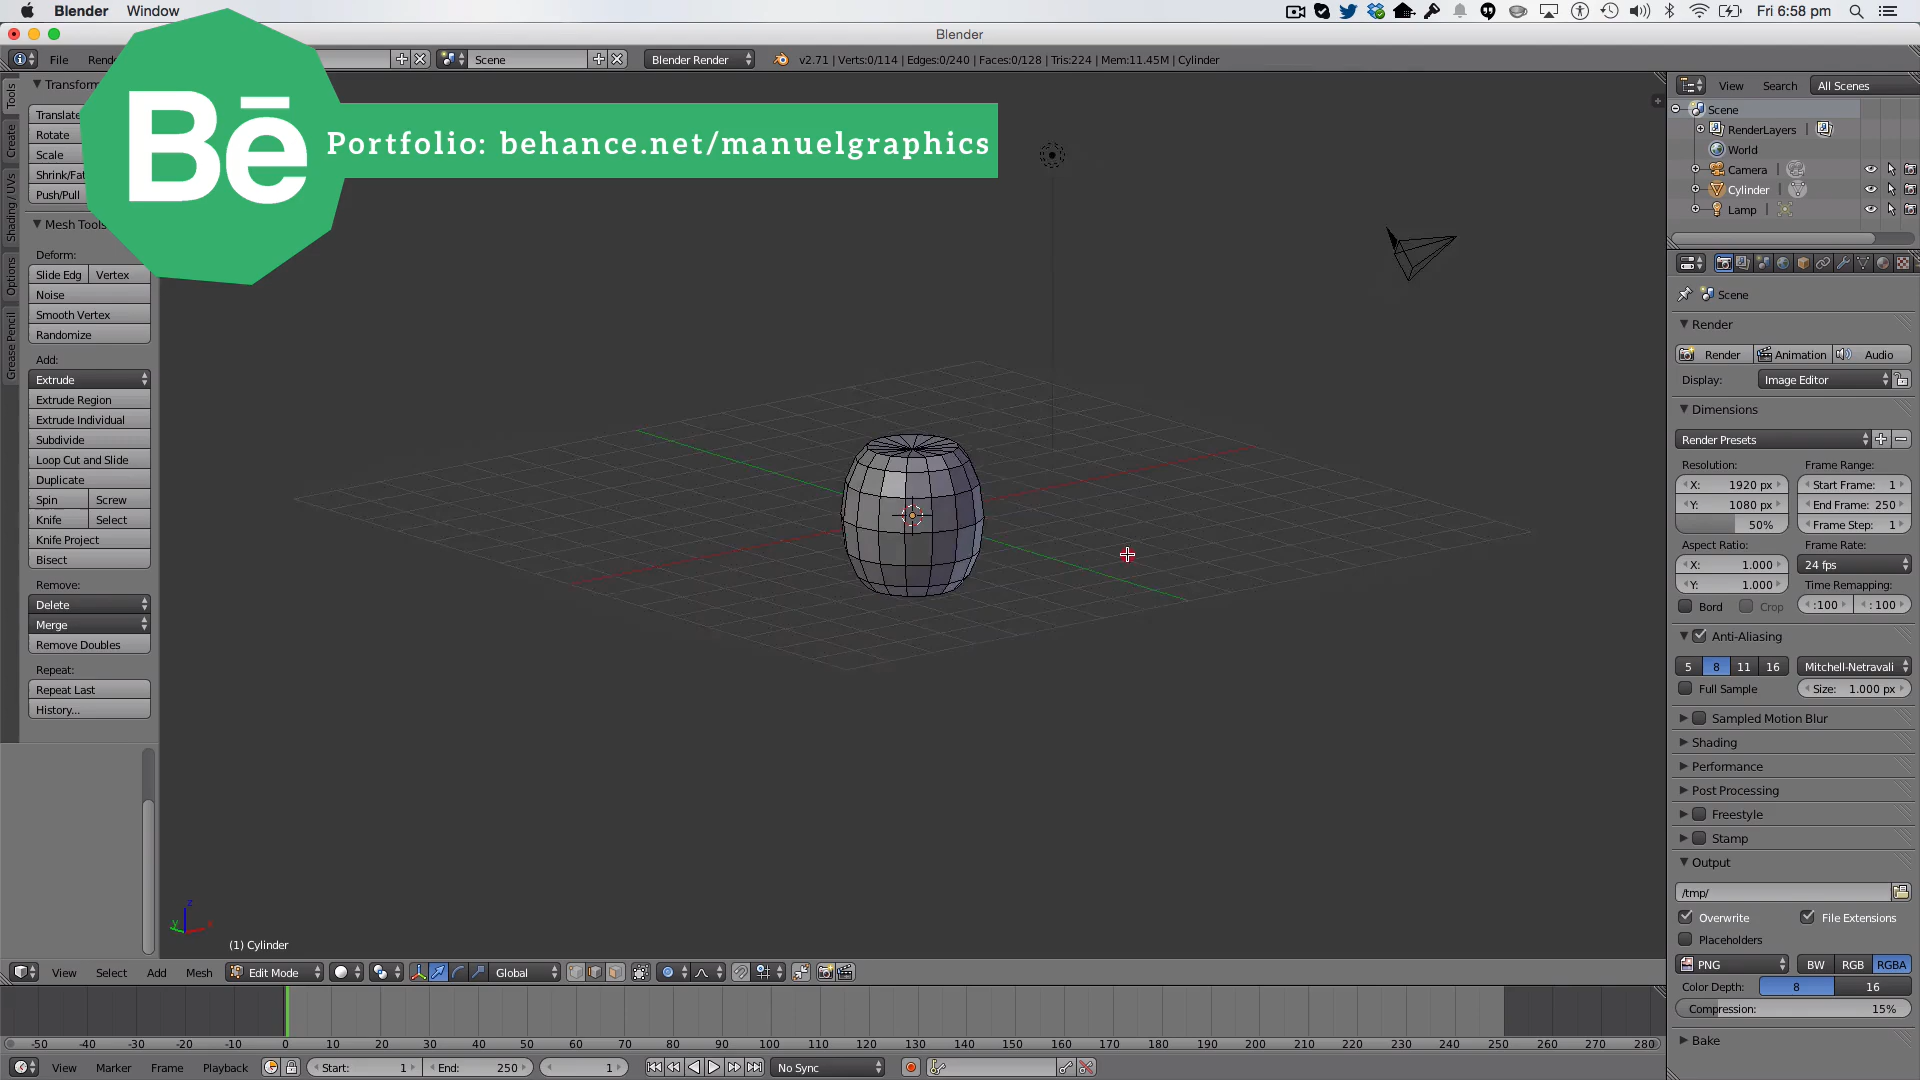 Blender Window Fri 6:58 pm
Blender
File Scene Blender Render v2.71 | Verts:0/114 | Edges:0/240 | Faces:0/128 | Tris:224 | Mem:11.45M | Cylinder
Bē
Portfolio: behance.net/manuelgraphics
Tools
Create
Shading / UVs
Options
Grease Pencil
Translate
Rotate
Scale
Push/Pull
Mesh Tools
Deform:
Slide Edg Vertex
Noise
Smooth Vertex
Randomize
Add:
Extrude
Extrude Region
Extrude Individual
Subdivide
Loop Cut and Slide
Duplicate
Spin Screw
Knife Select
Knife Project
Bisect
Remove:
Delete
Merge
Remove Doubles
Repeat:
Repeat Last
History...
z
y
x
(1) Cylinder
View Select Add Mesh Edit Mode Global
-50 -40 -30 -20 -10 0 10 20 30 40 50 60 70 80 90 100 110 120 130 140 150 160 170 180 190 200 210 220 230 240 250 260 270 280
View Marker Frame Playback Start: 1 End: 250 1 No Sync
View Search All Scenes
Scene
RenderLayers
World
Camera
Cylinder
Lamp
Scene
Render
Render Animation Audio
Display: Image Editor
Dimensions
Render Presets
Resolution: Frame Range:
X: 1920 px Start Frame: 1
Y: 1080 px End Frame: 250
50% Frame Step: 1
Aspect Ratio: Frame Rate:
X: 1.000 24 fps
Y: 1.000 Time Remapping:
Bord Crop :100 : 100
Anti-Aliasing
5 8 11 16 Mitchell-Netravali
Full Sample Size: 1.000 px
Sampled Motion Blur
Shading
Performance
Post Processing
Freestyle
Stamp
Output
/tmp/
Overwrite File Extensions
Placeholders
PNG BW RGB RGBA
Color Depth: 8 16
Compression: 15%
Bake